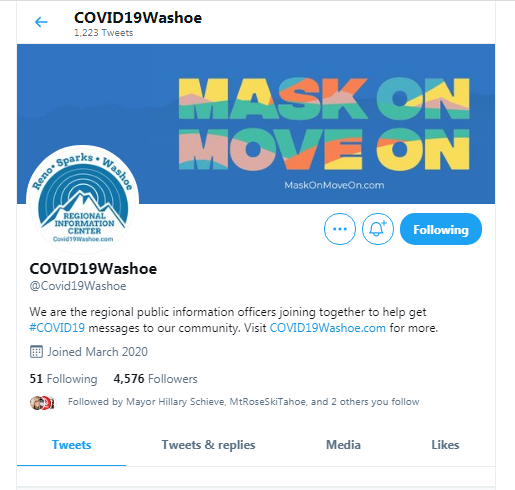 COVID19Washoe
1,223 Tweets
MASK ON
MOVE ON
MaskOnMoveOn.com
Reno • Sparks • Washoe
REGIONAL
INFORMATION
CENTER
Covid19Washoe.com
Following
COVID19Washoe
@Covid19Washoe
We are the regional public information officers joining together to help get
#COVID19 messages to our community. Visit COVID19Washoe.com for more.
Joined March 2020
51 Following 4,576 Followers
Followed by Mayor Hillary Schieve, MtRoseSkiTahoe, and 2 others you follow
Tweets Tweets & replies Media Likes